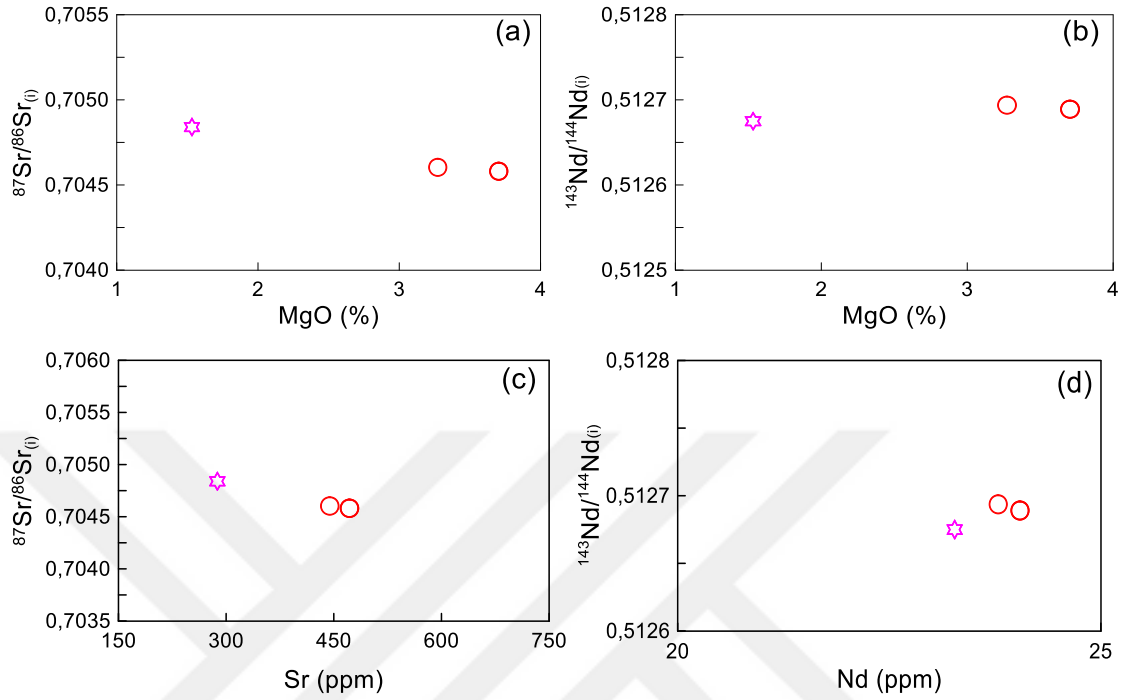 (a)
0,7055
0,7050
0,7045
0,7040
87Sr/86Sr(i)
1 2 3 4
MgO (%)
(b)
0,5128
0,5127
0,5126
0,5125
143Nd/144Nd(i)
1 2 3 4
MgO (%)
(c)
0,7060
0,7055
0,7050
0,7045
0,7040
0,7035
87Sr/86Sr(i)
150 300 450 600 750
Sr (ppm)
(d)
0,5128
0,5127
0,5126
143Nd/144Nd(i)
20 25
Nd (ppm)